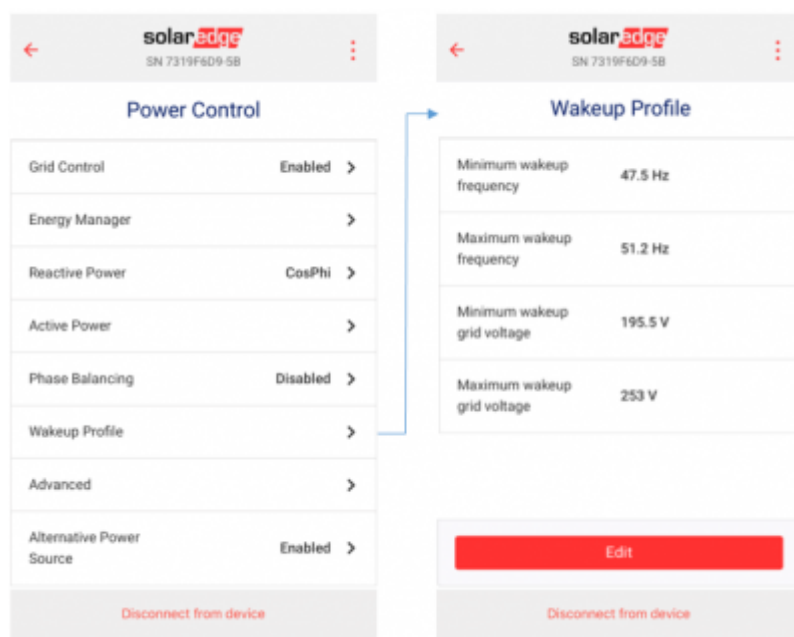 solaredge
SN 7319F6D9-5B
Power Control
Grid Control Enabled
Energy Manager
Reactive Power CosPhi
Active Power
Phase Balancing Disabled
Wakeup Profile
Advanced
Alternative Power
Source Enabled
Disconnect from device
solaredge
SN 7319F6D9-5B
Wakeup Profile
Minimum wakeup
frequency 47.5 Hz
Maximum wakeup
frequency 51.2 Hz
Minimum wakeup
grid voltage 195.5 V
Maximum wakeup
grid voltage 253 V
Edit
Disconnect from device